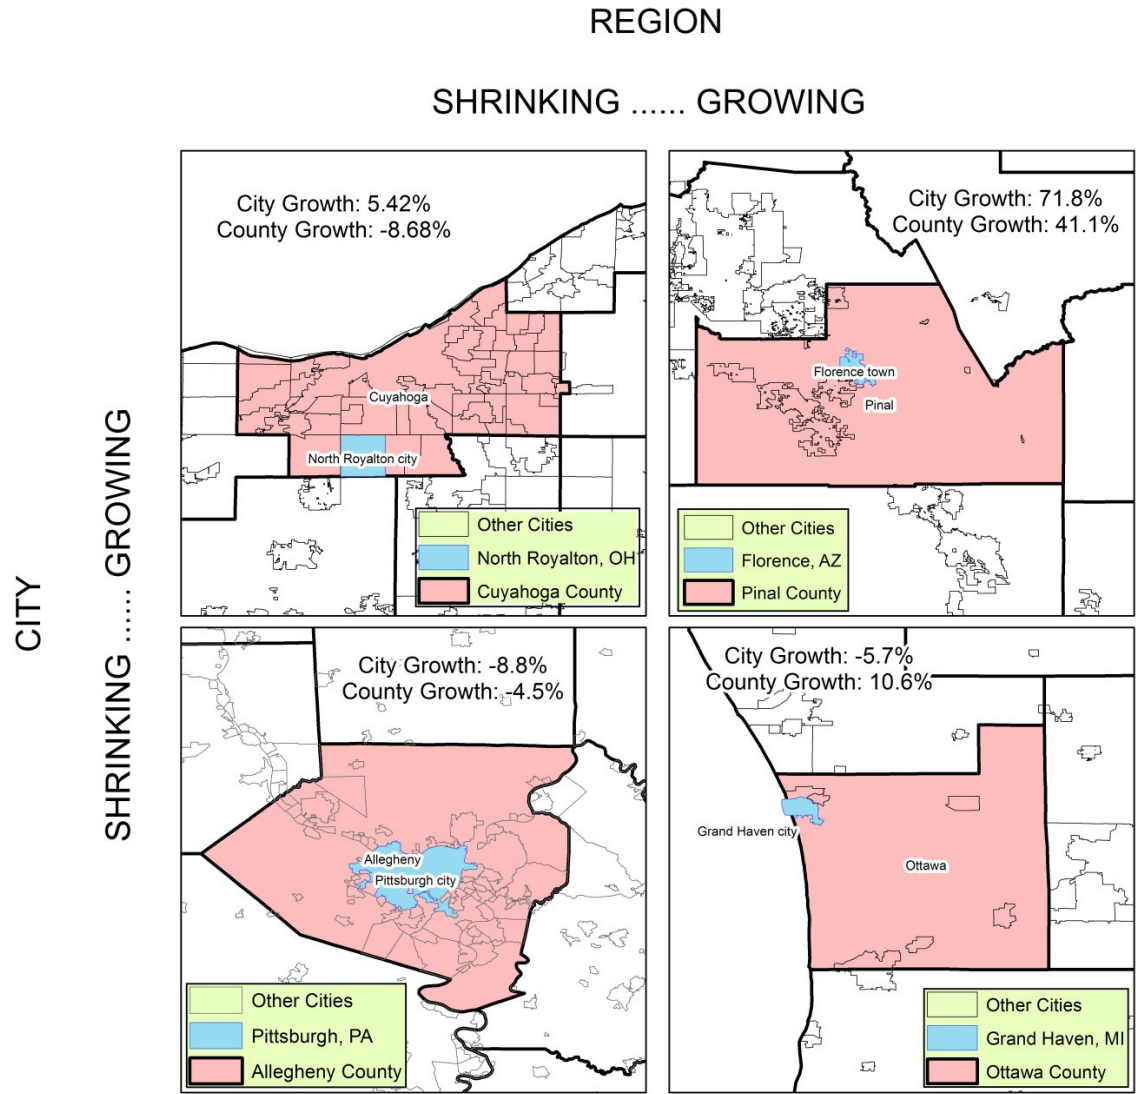 REGION
SHRINKING ...... GROWING
CITY
SHRINKING ...... GROWING
City Growth: 5.42%
County Growth: -8.68%
Cuyahoga
North Royalton city
Other Cities
North Royalton, OH
Cuyahoga County
City Growth: 71.8%
County Growth: 41.1%
Florence town
Pinal
Other Cities
Florence, AZ
Pinal County
City Growth: -8.8%
County Growth: -4.5%
Allegheny
Pittsburgh city
Other Cities
Pittsburgh, PA
Allegheny County
City Growth: -5.7%
County Growth: 10.6%
Grand Haven city
Ottawa
Other Cities
Grand Haven, MI
Ottawa County